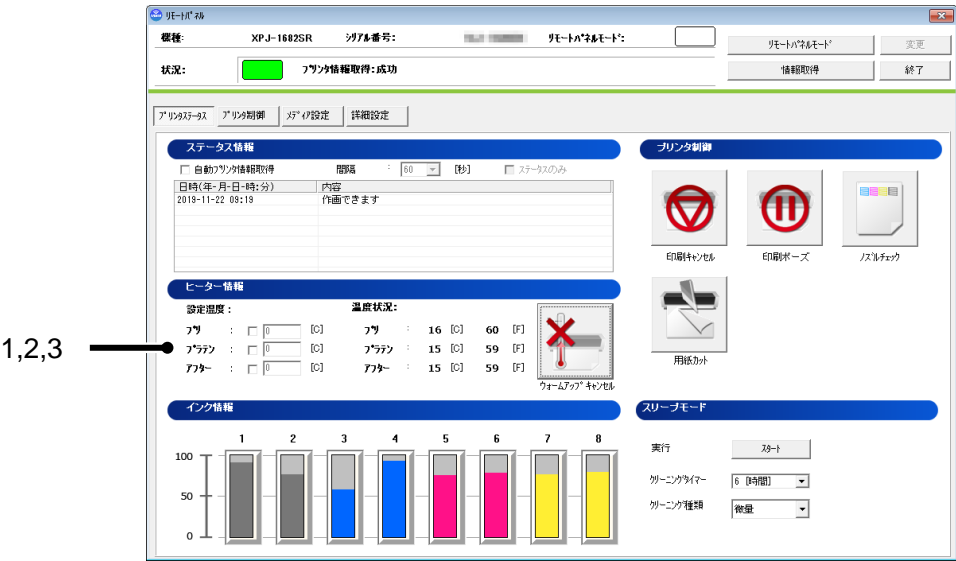 リモートパネル
機種: XPJ-1682SR シリアル番号: リモートパネルモード:
リモートパネルモード 変更
状況: プリンタ情報取得:成功
情報取得 終了
プリンタステータス プリンタ制御 メディア設定 詳細設定
ステータス情報
自動プリンタ情報取得 間隔 : 60 [秒] ステータスのみ
日時(年-月-日-時:分) 内容
2019-11-22 09:19 作画できます
プリンタ制御
印刷キャンセル 印刷ポーズ ノズルチェック
用紙カット
ヒーター情報
設定温度: 温度状況:
プリ : 0 [C] プリ : 16 [C] 60 [F]
1,2,3
プラテン : 0 [C] プラテン : 15 [C] 59 [F]
アフター : 0 [C] アフター : 15 [C] 59 [F]
ウォームアップキャンセル
インク情報
1 2 3 4 5 6 7 8
100
50
0
スリープモード
実行 スタート
クリーニングタイマー 6 [時間]
クリーニング種類 微量